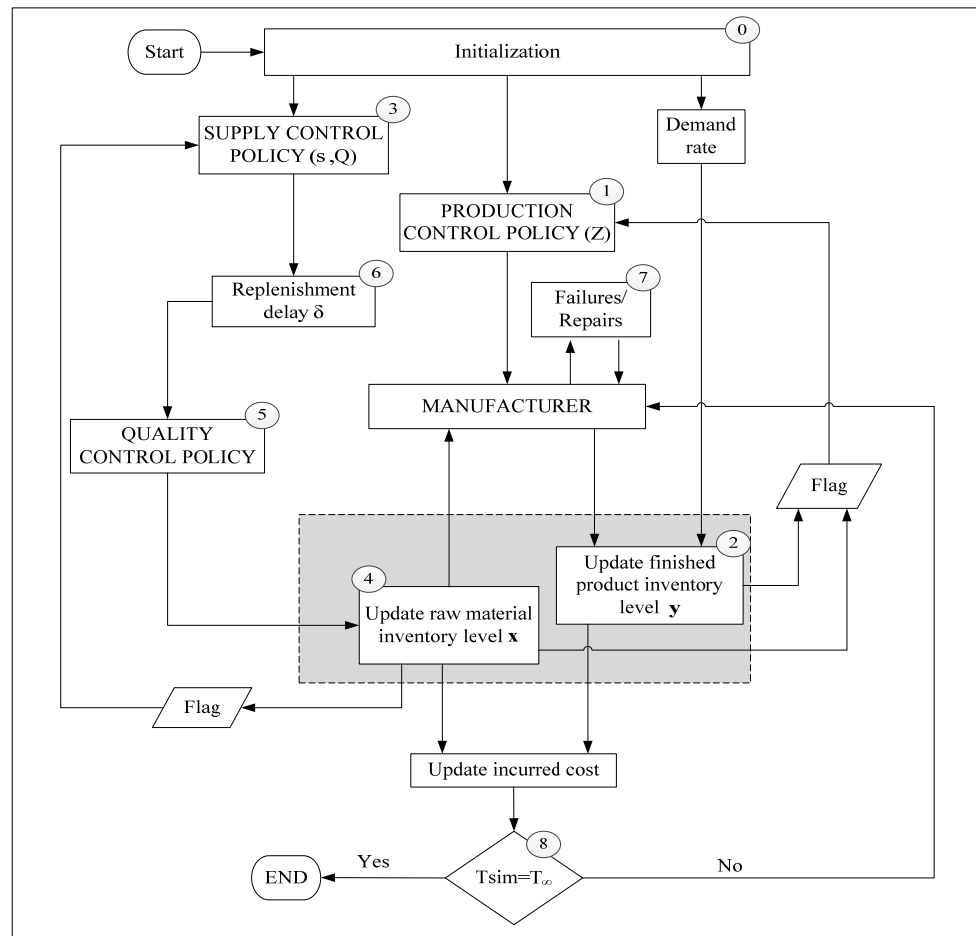 0
Start
Initialization
3
SUPPLY CONTROL
POLICY (s ,Q)
Demand
rate
1
PRODUCTION
CONTROL POLICY (Z)
6
Replenishment
delay δ
7
Failures/
Repairs
MANUFACTURER
5
QUALITY
CONTROL POLICY
Flag
2
Update finished
product inventory
level y
4
Update raw material
inventory level x
Flag
Update incurred cost
8
Yes
No
END
Tsim=T∞